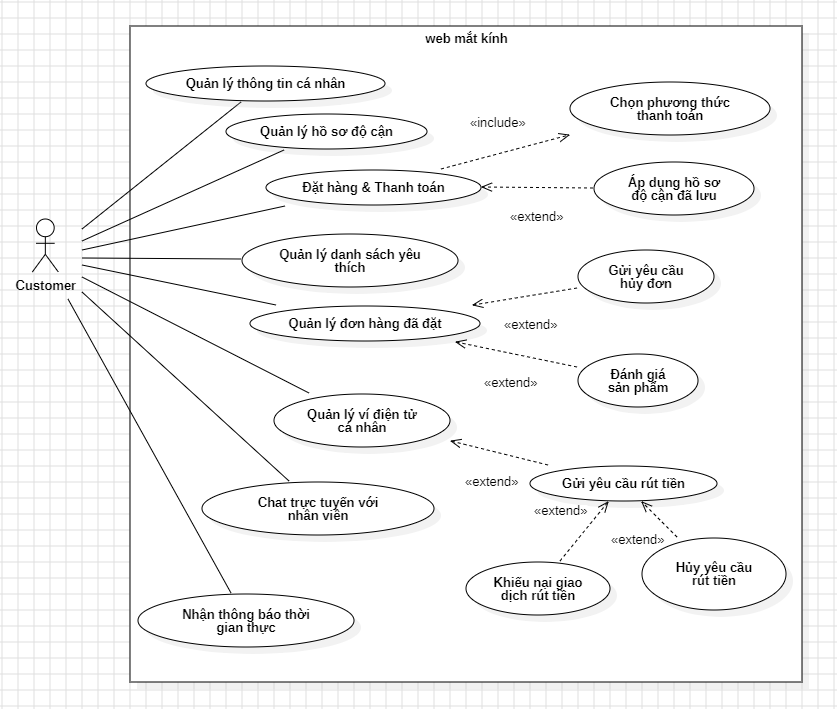 web mắt kính
Quản lý thông tin cá nhân
Chọn phương thức
thanh toán
«include»
Quản lý hồ sơ độ cận
Đặt hàng & Thanh toán
Áp dụng hồ sơ
độ cận đã lưu
«extend»
Customer
Quản lý danh sách yêu
thích
Gửi yêu cầu
hủy đơn
Quản lý đơn hàng đã đặt
«extend»
Đánh giá
sản phẩm
«extend»
Quản lý ví điện tử
cá nhân
Gửi yêu cầu rút tiền
«extend»
Chat trực tuyến với
nhân viên
«extend»
«extend»
Khiếu nại giao
dịch rút tiền
Hủy yêu cầu
rút tiền
Nhận thông báo thời
gian thực